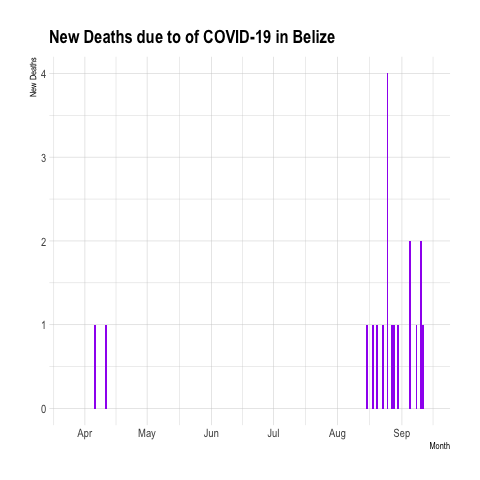 New Deaths due to of COVID-19 in Belize
New Deaths
4
3
2
1
0
Apr May Jun Jul Aug Sep
Month